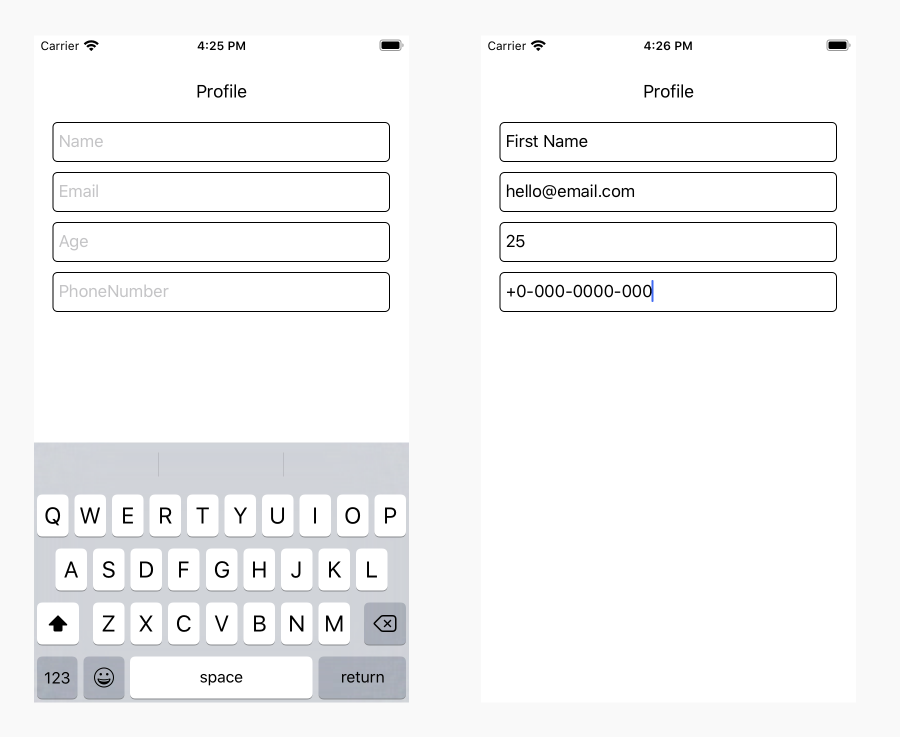 Carrier 4:25 PM
Profile
Name
Email
Age
PhoneNumber
Q W E R T Y U I O P
A S D F G H J K L
Z X C V B N M
123 space return
Carrier 4:26 PM
Profile
First Name
hello@email.com
25
+0-000-0000-000